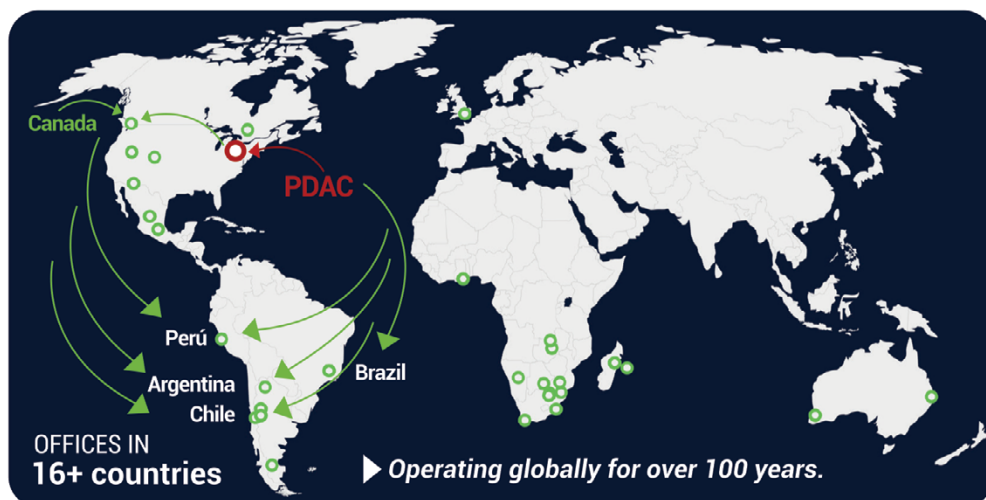 Canada
PDAC
Perú
Argentina
Brazil
Chile
OFFICES IN
16+ countries
Operating globally for over 100 years.